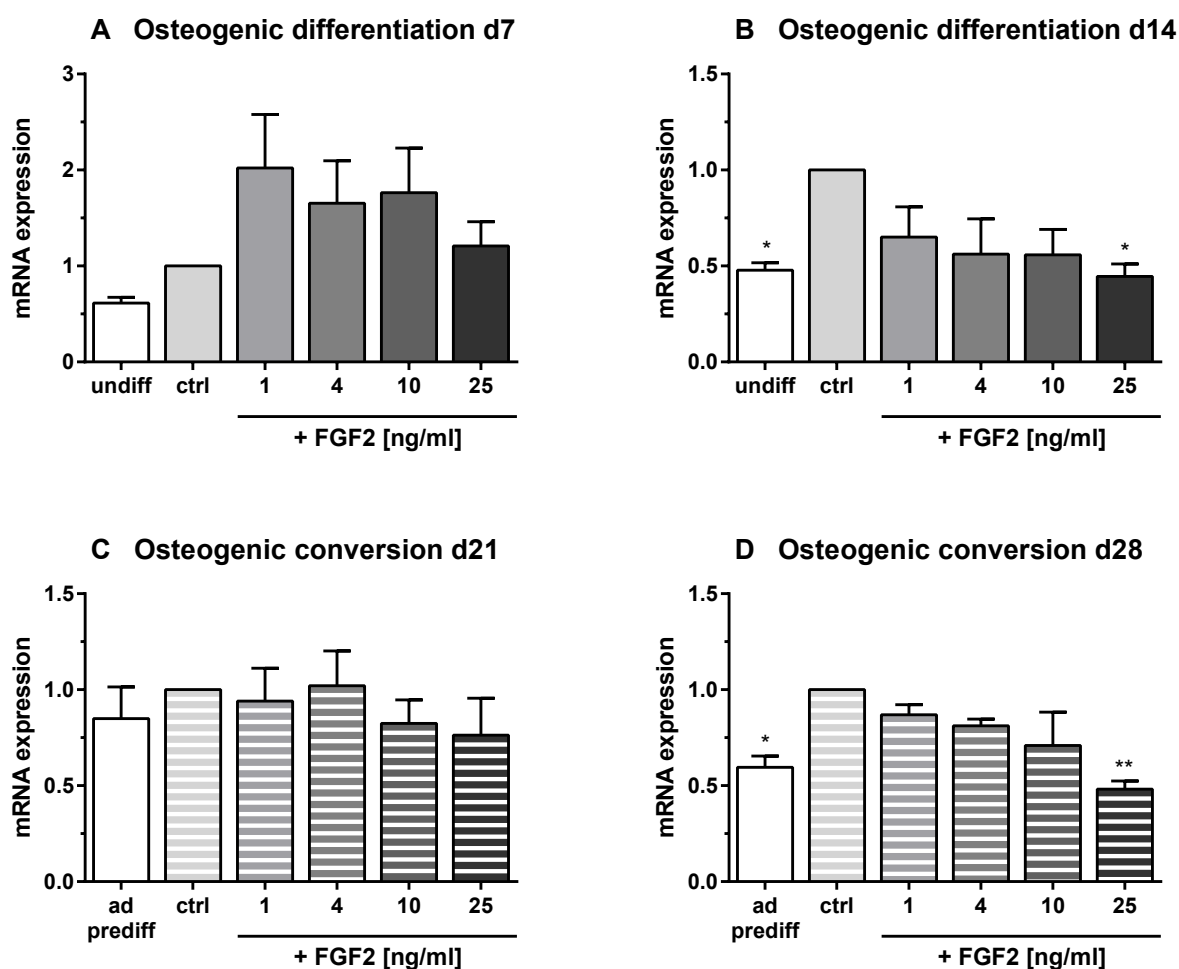 A Osteogenic differentiation d7
mRNA expression
3
2
1
0
undiff ctrl 1 4 10 25
+ FGF2 [ng/ml]
B Osteogenic differentiation d14
mRNA expression
1.5
1.0
0.5
0.0
* *
undiff ctrl 1 4 10 25
+ FGF2 [ng/ml]
C Osteogenic conversion d21
mRNA expression
1.5
1.0
0.5
0.0
ad prediff ctrl 1 4 10 25
+ FGF2 [ng/ml]
D Osteogenic conversion d28
mRNA expression
1.5
1.0
0.5
0.0
* **
ad prediff ctrl 1 4 10 25
+ FGF2 [ng/ml]